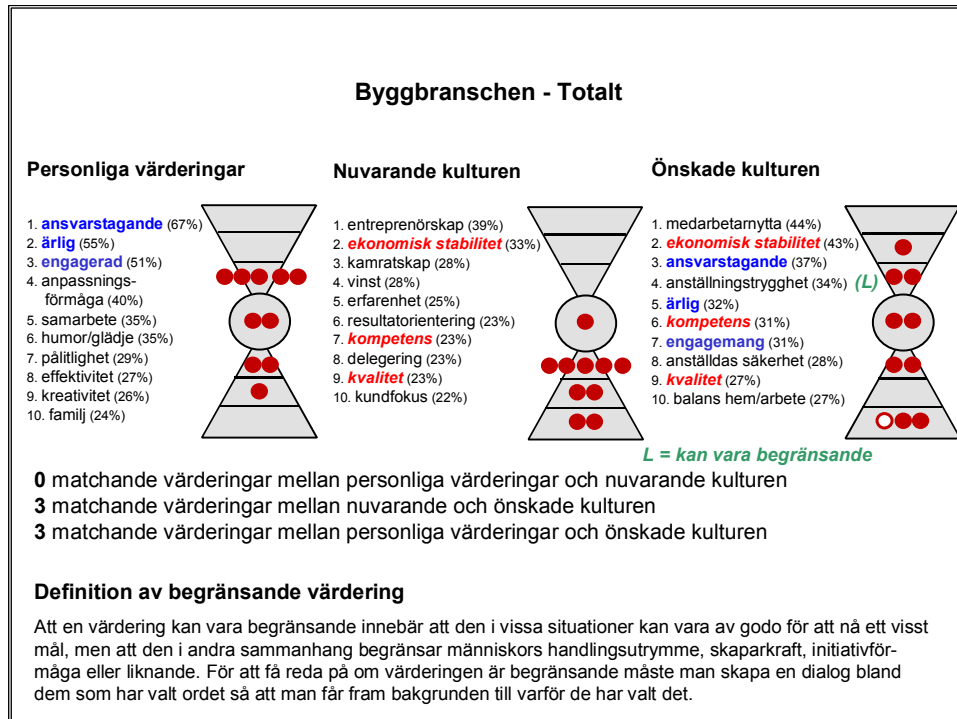 Byggbranschen - Totalt
Personliga värderingar
1. ansvarstagande (67%)
2. ärlig (55%)
3. engagerad (51%)
4. anpassnings-
förmåga (40%)
5. samarbete (35%)
6. humor/glädje (35%)
7. pålitlighet (29%)
8. effektivitet (27%)
9. kreativitet (26%)
10. familj (24%)
Nuvarande kulturen
1. entreprenörskap (39%)
2. ekonomisk stabilitet (33%)
3. kamratskap (28%)
4. vinst (28%)
5. erfarenhet (25%)
6. resultatorientering (23%)
7. kompetens (23%)
8. delegering (23%)
9. kvalitet (23%)
10. kundfokus (22%)
Önskade kulturen
1. medarbetarnytta (44%)
2. ekonomisk stabilitet (43%)
3. ansvarstagande (37%)
4. anställningstrygghet (34%) (L)
5. ärlig (32%)
6. kompetens (31%)
7. engagemang (31%)
8. anställdas säkerhet (28%)
9. kvalitet (27%)
10. balans hem/arbete (27%)
L = kan vara begränsande
0 matchande värderingar mellan personliga värderingar och nuvarande kulturen
3 matchande värderingar mellan nuvarande och önskade kulturen
3 matchande värderingar mellan personliga värderingar och önskade kulturen
Definition av begränsande värdering
Att en värdering kan vara begränsande innebär att den i vissa situationer kan vara av godo för att nå ett visst
mål, men att den i andra sammanhang begränsar människors handlingsutrymme, skaparkraft, initiativför-
måga eller liknande. För att få reda på om värderingen är begränsande måste man skapa en dialog bland
dem som har valt ordet så att man får fram bakgrunden till varför de har valt det.